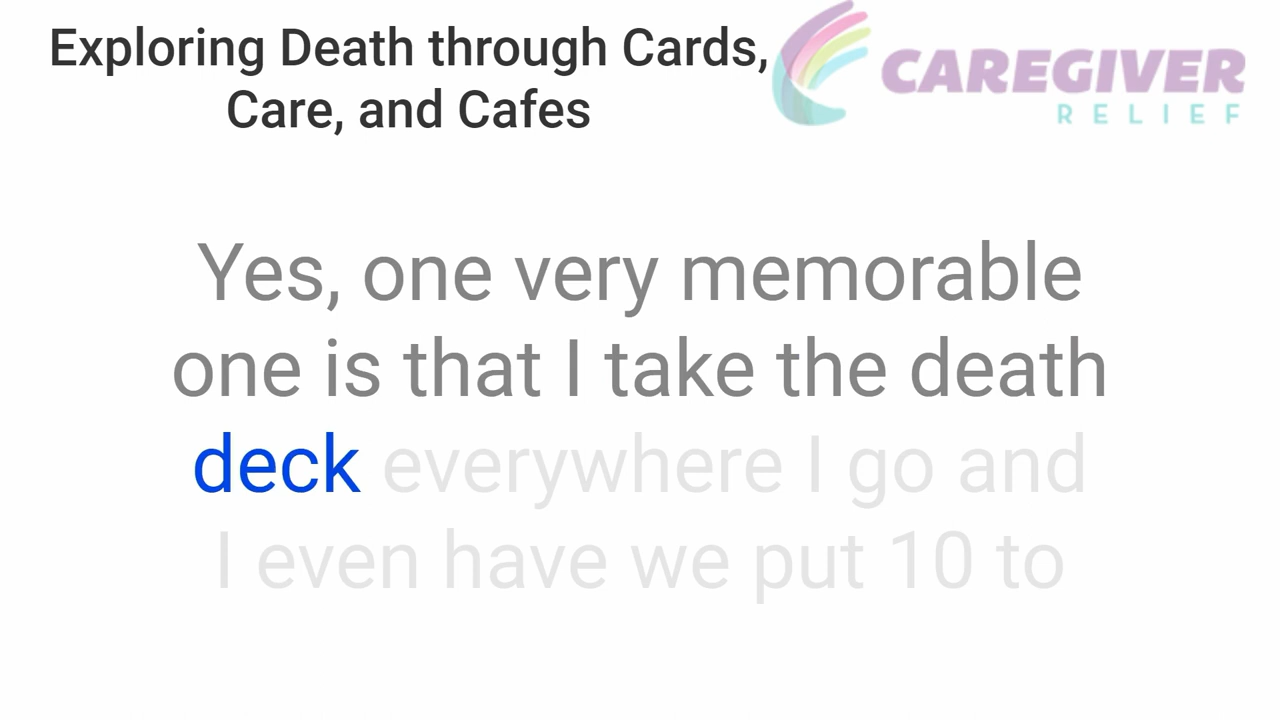 Exploring Death through Cards,
Care, and Cafes
CAREGIVER
RELIEF
Yes, one very memorable
one is that I take the death
deck everywhere I go and
I even have we put 10 to